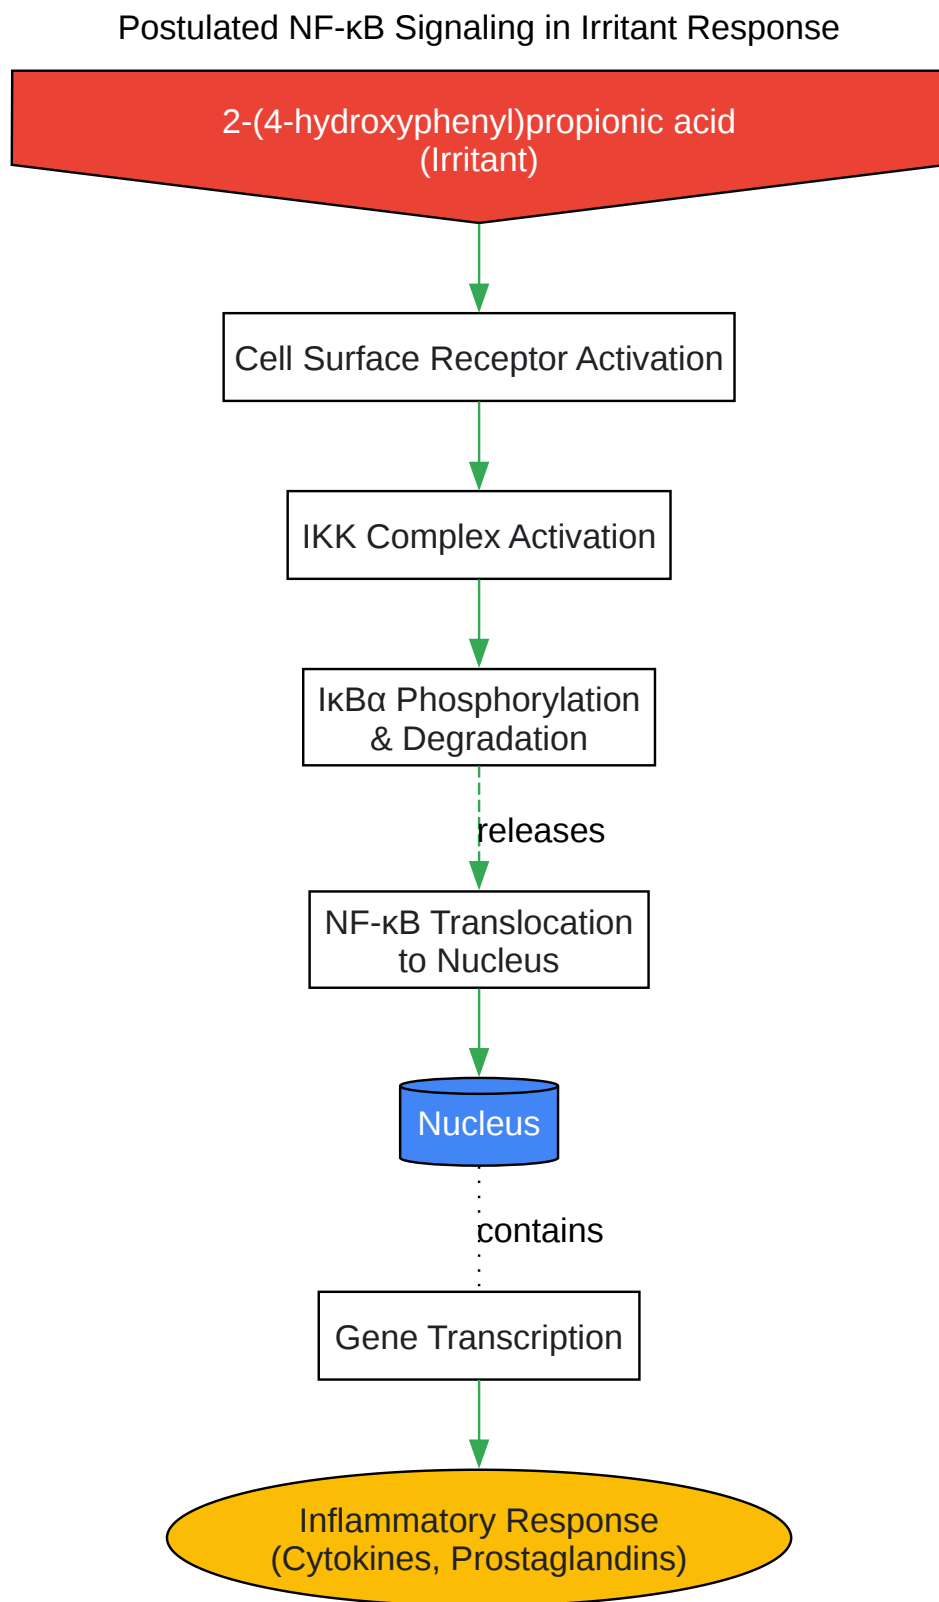 Postulated NF-κB Signaling in Irritant Response
2-(4-hydroxyphenyl)propionic acid
(Irritant)
Cell Surface Receptor Activation
IKK Complex Activation
IκBα Phosphorylation
& Degradation
releases
NF-κB Translocation
to Nucleus
Nucleus
contains
Gene Transcription
Inflammatory Response
(Cytokines, Prostaglandins)